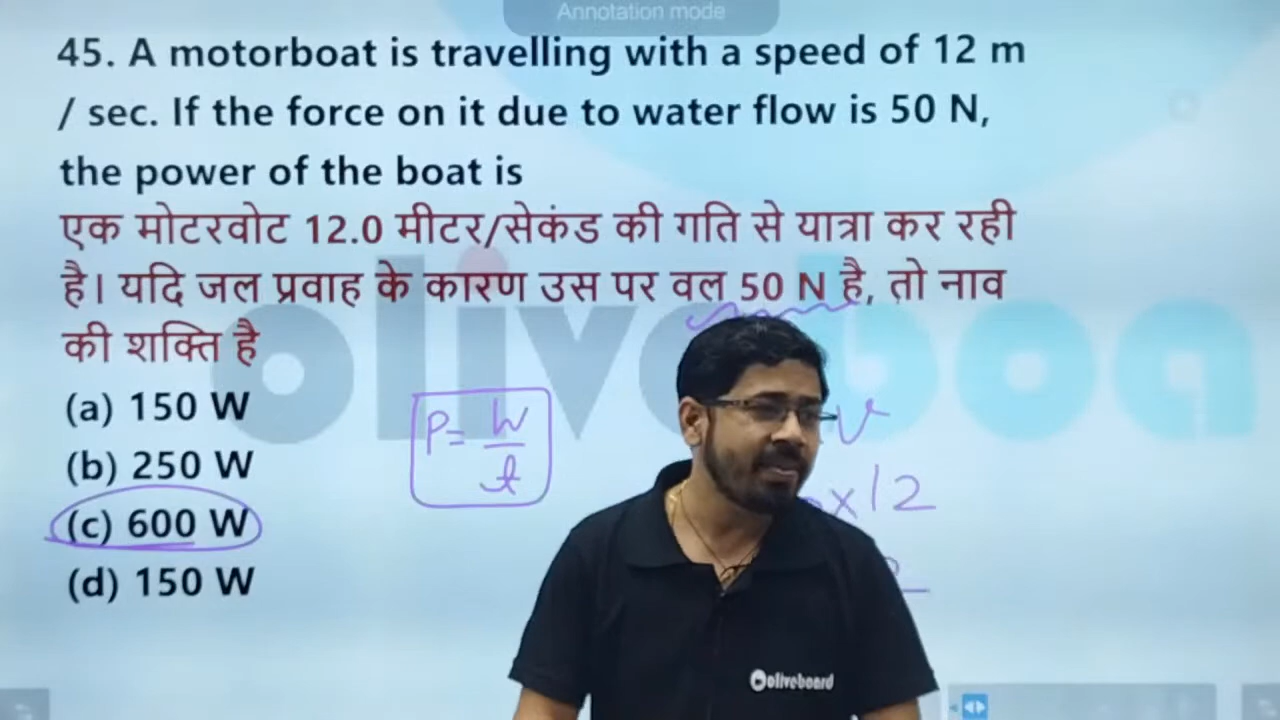 Annotation mode
45. A motorboat is travelling with a speed of 12 m
/ sec. If the force on it due to water flow is 50 N,
the power of the boat is
एक मोटरवोट 12.0 मीटर/सेकंड की गति से यात्रा कर रही
है। यदि जल प्रवाह के कारण उस पर वल 50 N है, तो नाव
की शक्ति है
(a) 150 W
(b) 250 W
(c) 600 W
(d) 150 W
P = W
t
v
x12
oliveboard